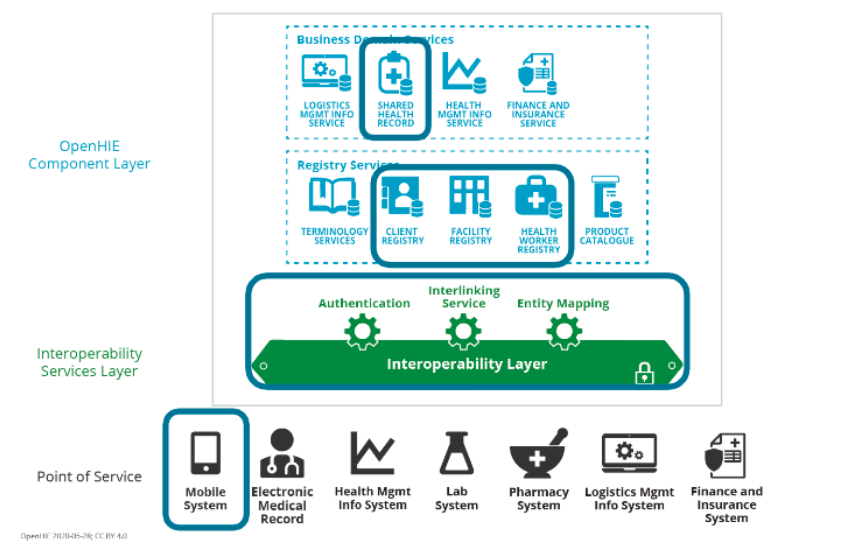 Business Domain Services
LOGISTICS
MGMT INFO
SERVICE
SHARED
HEALTH
RECORD
HEALTH
MGMT INFO
SERVICE
FINANCE AND
INSURANCE
SERVICE
OpenHIE
Component Layer
Registry Services
TERMINOLOGY
SERVICES
CLIENT
REGISTRY
FACILITY
REGISTRY
HEALTH
WORKER
REGISTRY
PRODUCT
CATALOGUE
Authentication
Interlinking
Service
Entity Mapping
Interoperability
Services Layer
Interoperability Layer
Point of Service
Mobile
System
Electronic
Medical
Record
Health Mgmt
Info System
Lab
System
Pharmacy
System
Logistics Mgmt
Info System
Finance and
Insurance
System
OpenHIE 2020-05-28; CC BY 4.0